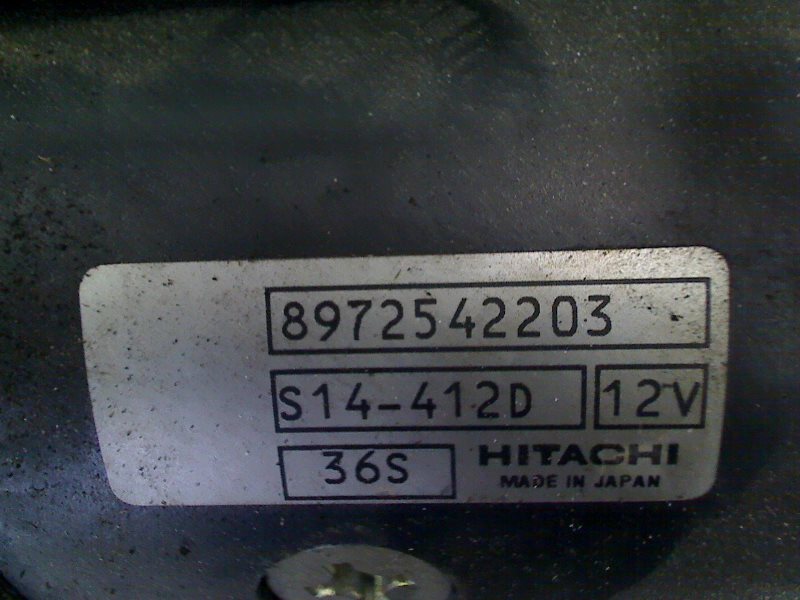 8972542203
S14-412D 12V
36S HITACHI
MADE IN JAPAN